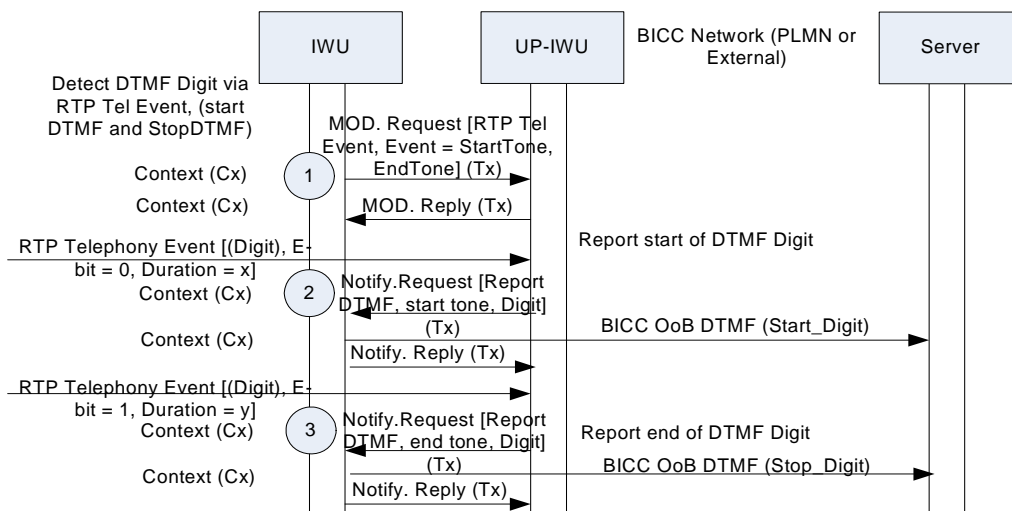 IWU
UP-IWU
BICC Network (PLMN or
External)
Server
Detect DTMF Digit via
RTP Tel Event, (start
DTMF and StopDTMF)
MOD. Request [RTP Tel
Event, Event = StartTone,
EndTone] (Tx)
Context (Cx)
1
Context (Cx)
MOD. Reply (Tx)
RTP Telephony Event [(Digit), E-
bit = 0, Duration = x]
Report start of DTMF Digit
Context (Cx)
2
Notify.Request [Report
DTMF, start tone, Digit]
(Tx)
Context (Cx)
BICC OoB DTMF (Start_Digit)
Notify. Reply (Tx)
RTP Telephony Event [(Digit), E-
bit = 1, Duration = y]
Context (Cx)
3
Notify.Request [Report
DTMF, end tone, Digit]
(Tx)
Report end of DTMF Digit
Context (Cx)
BICC OoB DTMF (Stop_Digit)
Notify. Reply (Tx)